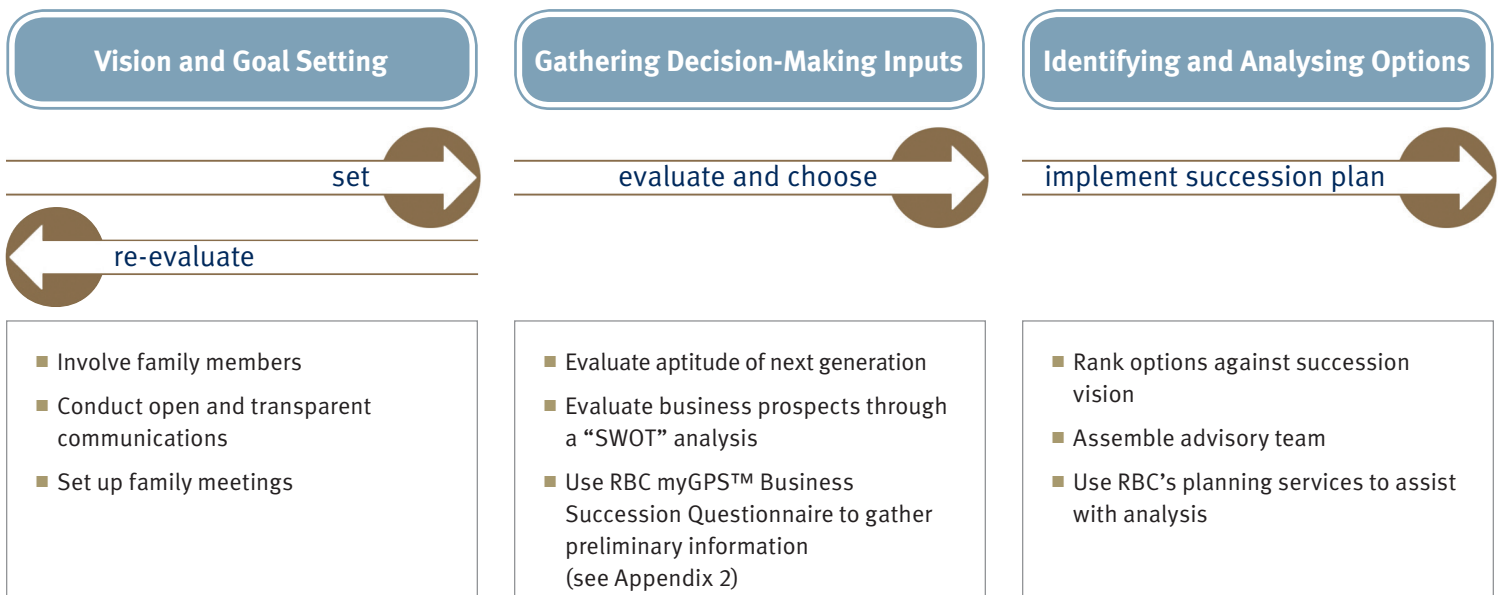 Vision and Goal Setting
set
re-evaluate
■ Involve family members
■ Conduct open and transparent
communications
■ Set up family meetings
Gathering Decision-Making Inputs
evaluate and choose
■ Evaluate aptitude of next generation
■ Evaluate business prospects through
a “SWOT” analysis
■ Use RBC myGPS™ Business
Succession Questionnaire to gather
preliminary information
(see Appendix 2)
Identifying and Analysing Options
implement succession plan
■ Rank options against succession
vision
■ Assemble advisory team
■ Use RBC’s planning services to assist
with analysis